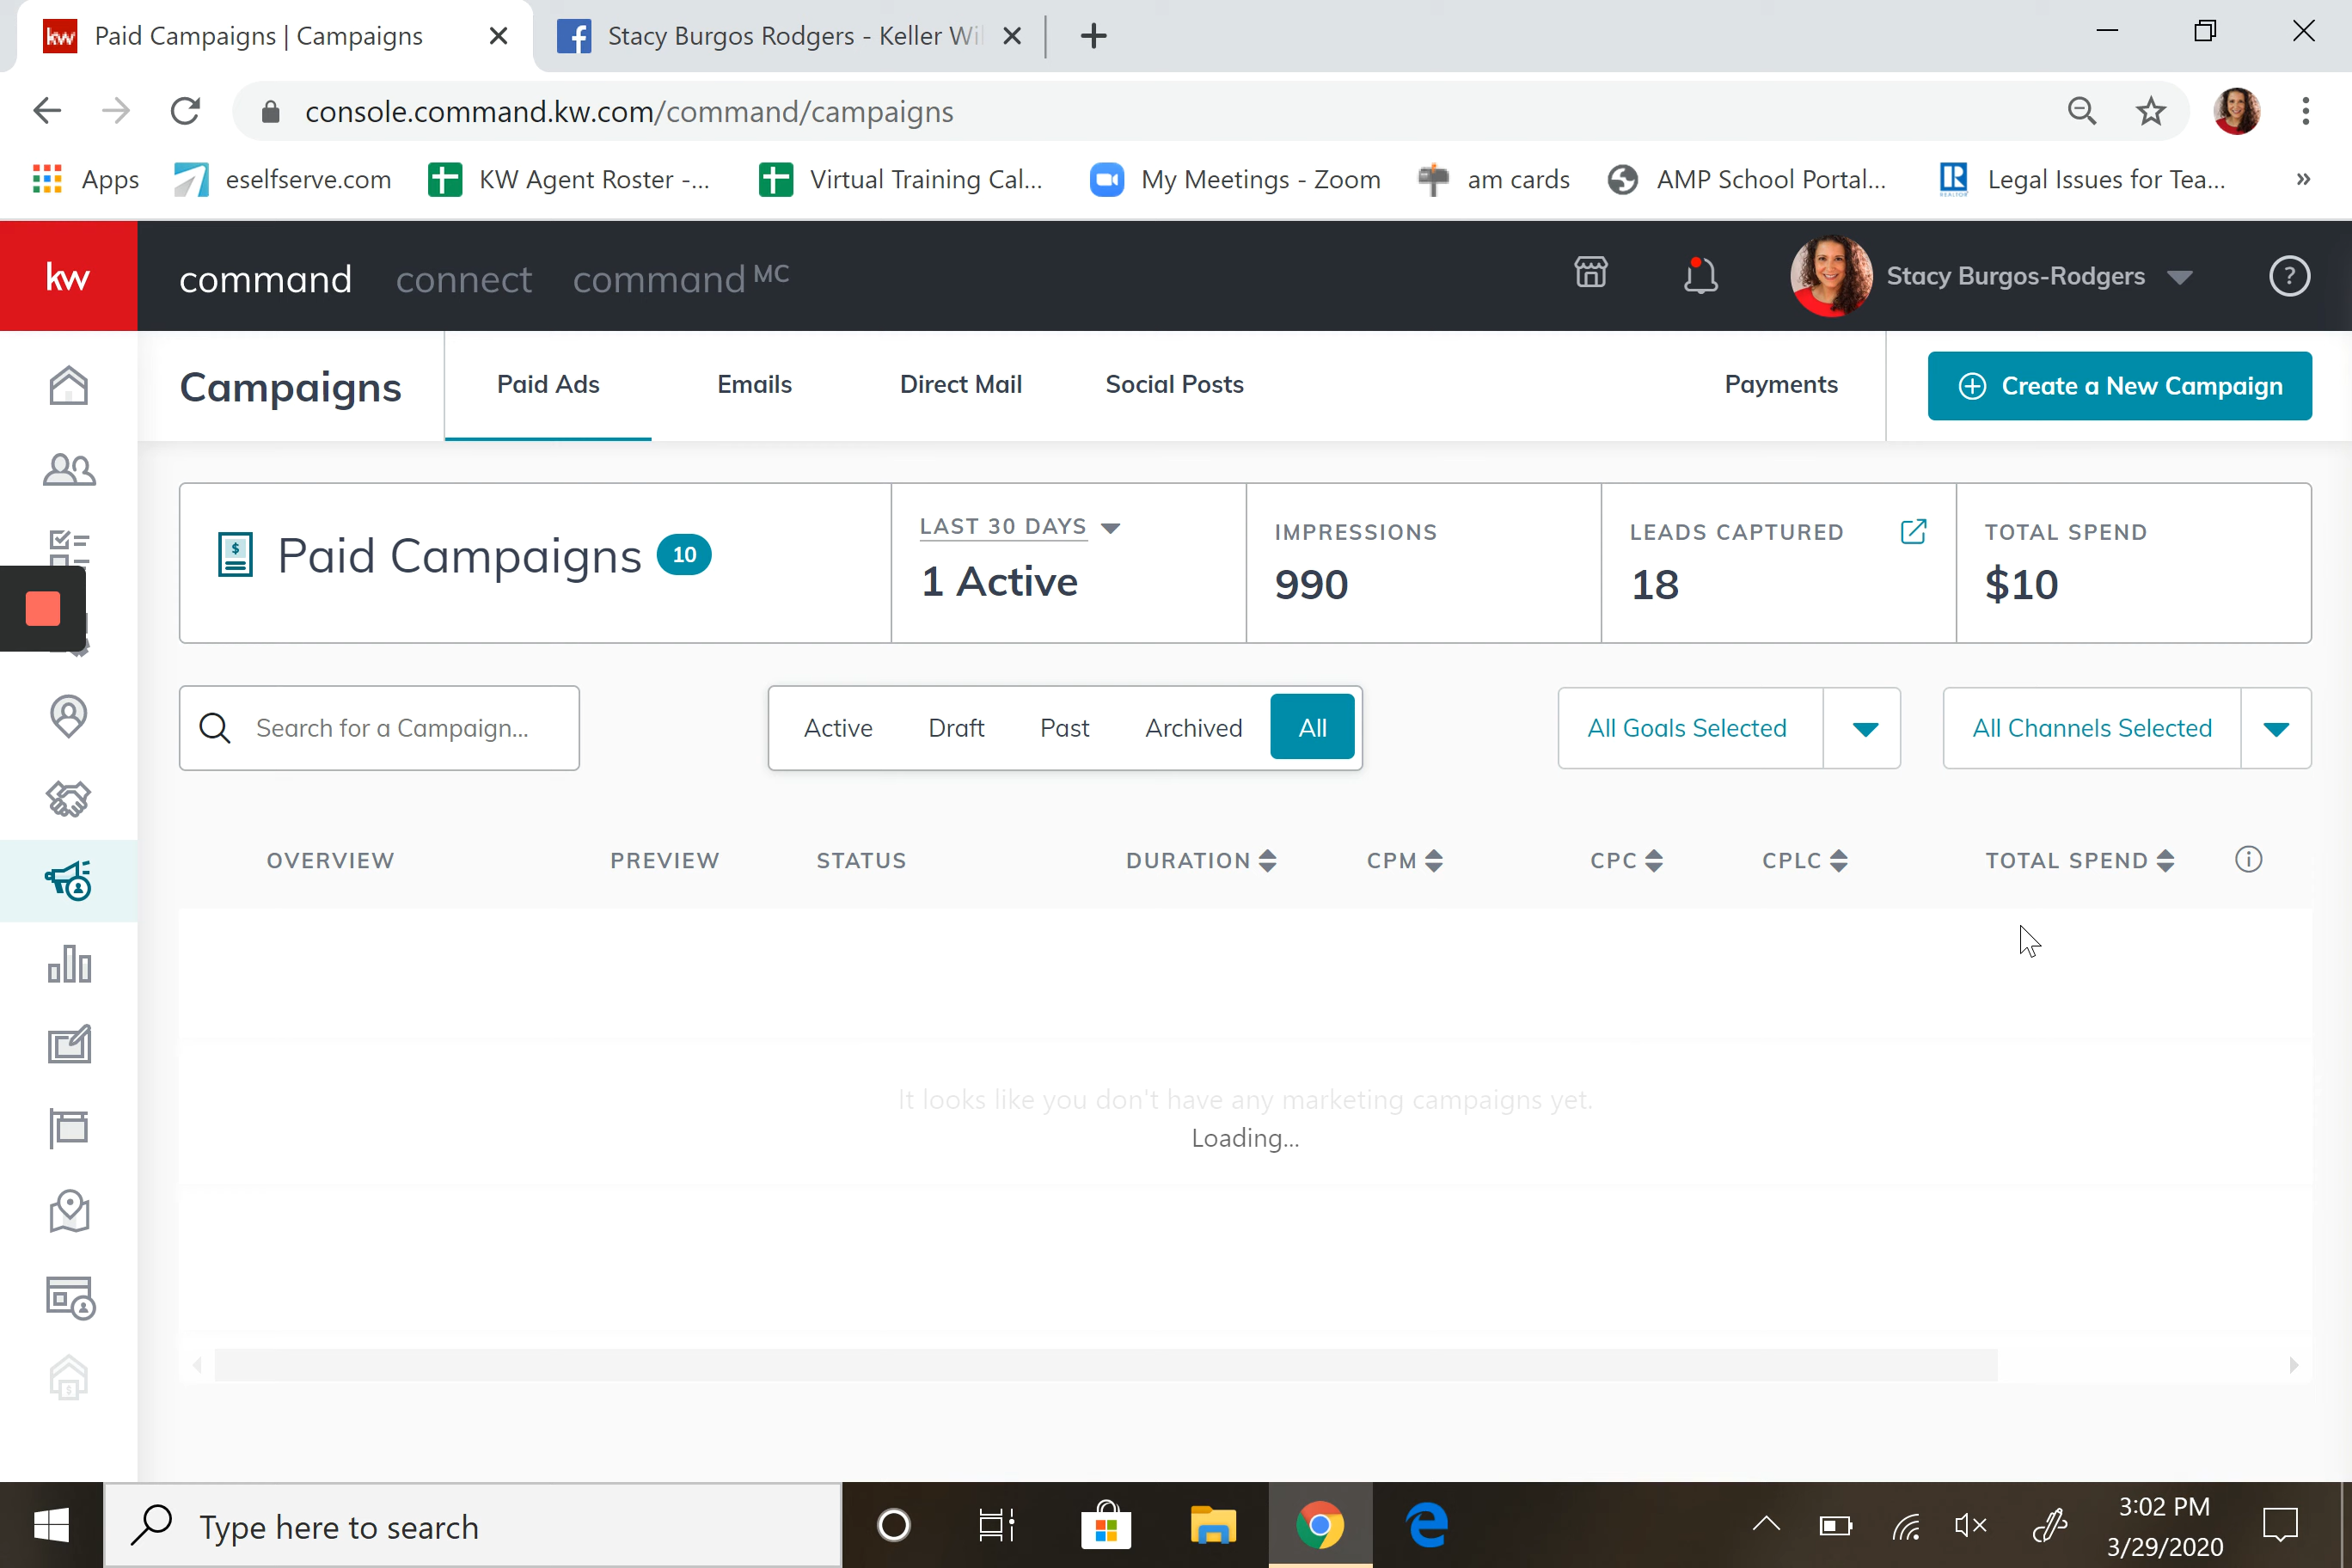 kw Paid Campaigns | Campaigns
Stacy Burgos Rodgers - Keller Wil
console.command.kw.com/command/campaigns
Apps
eselfserve.com
KW Agent Roster -...
Virtual Training Cal...
My Meetings - Zoom
am cards
AMP School Portal...
Legal Issues for Tea...
»
kw
command
connect
command MC
Stacy Burgos-Rodgers
?
Campaigns
Paid Ads
Emails
Direct Mail
Social Posts
Payments
Create a New Campaign
Paid Campaigns 10
LAST 30 DAYS
1 Active
IMPRESSIONS
990
LEADS CAPTURED
18
TOTAL SPEND
$10
Search for a Campaign...
Active
Draft
Past
Archived
All
All Goals Selected
All Channels Selected
OVERVIEW
PREVIEW
STATUS
DURATION
CPM
CPC
CPLC
TOTAL SPEND
It looks like you don't have any marketing campaigns yet.
Loading...
Type here to search
3:02 PM
3/29/2020